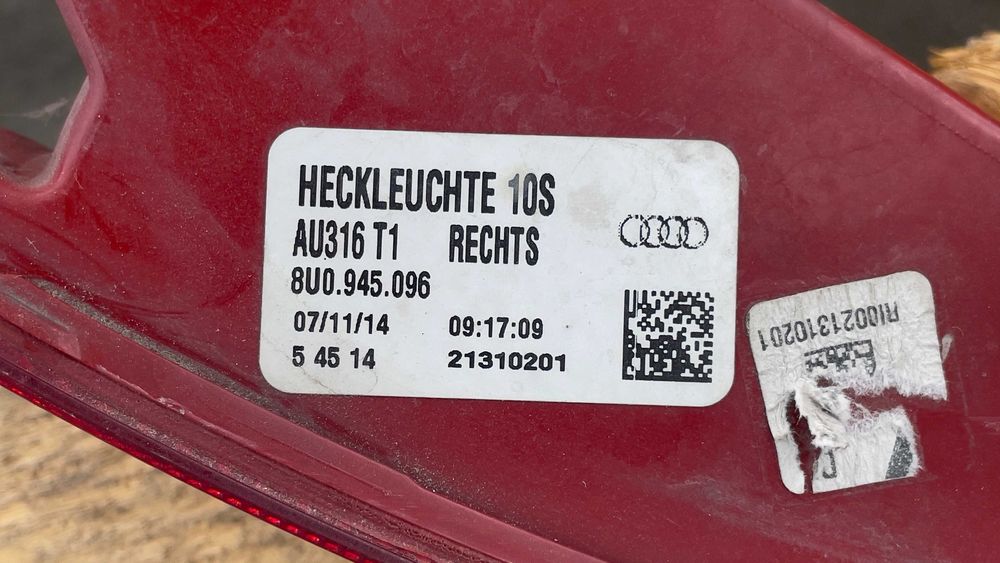 HECKLEUCHTE 10S
AU316 T1 RECHTS
8U0.945.096
07/11/14 09:17:09
5 45 14 21310201
RI0021310201